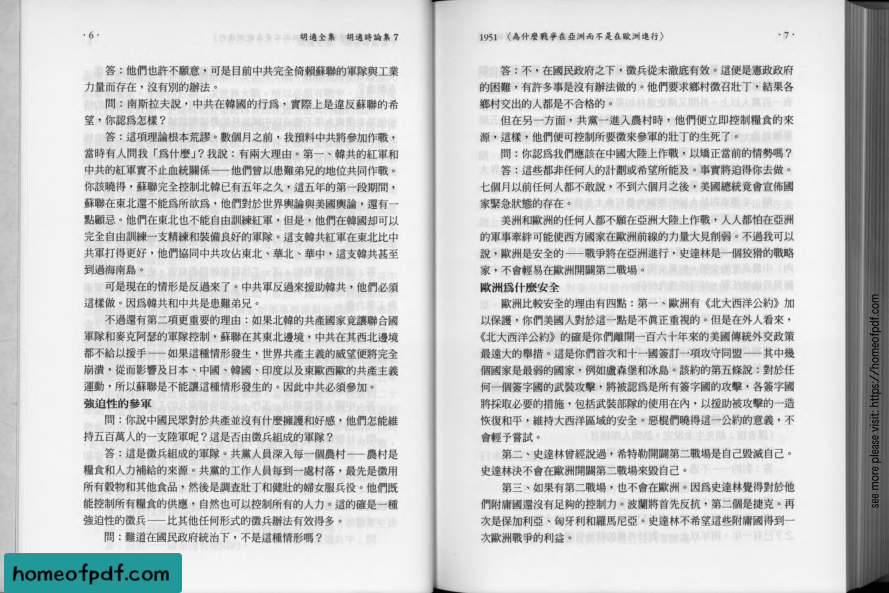 ·6·
胡適全集　胡適時論集 7
答：他們也許不願意，可是目前中共完全倚賴蘇聯的軍隊與工業
力量而存在，沒有別的辦法。
問：南斯拉夫說，中共在韓國的行為，實際上是違反蘇聯的希
望，你認為怎樣？
答：這項理論根本荒謬。數個月之前，我預料中共將參加作戰，
當時有人問我「為什麼」？我說：有兩大理由。第一、韓共的紅軍和
中共的紅軍實不止血統關係——他們曾以患難弟兄的地位共同作戰。
你該曉得，蘇聯完全控制北韓已有五年之久，這五年的第一段期間，
蘇聯在東北還不能為所欲為，他們對於世界輿論與美國輿論，還有一
點顧忌。他們在東北也不能自由訓練紅軍，但是，他們在韓國却可以
完全自由訓練一支精練和裝備良好的軍隊。這支韓共紅軍在東北比中
共軍打得更好，他們協同中共攻佔東北、華北、華中，這支韓共甚至
到過海南島。
可是現在的情形是反過來了。中共軍反過來援助韓共，他們必須
這樣做。因為韓共和中共是患難弟兄。
不過還有第二項更重要的理由：如果北韓的共產國家竟讓聯合國
軍隊和麥克阿瑟的軍隊控制，蘇聯在其東北邊境，中共在其西北邊境
都不給以援手——如果這種情形發生，世界共產主義的威望便將完全
崩潰，從而影響及日本、中國、韓國、印度以及東歐西歐的共產主義
運動，所以蘇聯是不能讓這種情形發生的。因此中共必須參加。
強迫性的參軍
問：你說中國民眾對於共產並沒有什麼擁護和好感，他們怎能維
持五百萬人的一支陸軍呢？這是否由徵兵組成的軍隊？
答：這是徵兵組成的軍隊。共黨人員深入每一個農村——農村是
糧食和人力補給的來源。共黨的工作人員每到一處村落，最先是徵用
所有穀物和其他食品，然後是調查壯丁和健壯的婦女服兵役。他們既
能控制所有糧食的供應，自然也可以控制所有的人力。這的確是一種
強迫性的徵兵——比其他任何形式的徵兵辦法有效得多。
問：難道在國民政府統治下，不是這種情形嗎？
1951 〈為什麼戰爭在亞洲而不是在歐洲進行〉
·7·
答：不，在國民政府之下，徵兵從未澈底有效。這便是憲政政府
的困難，有許多事是沒有辦法做的。他們要求鄉村徵召壯丁，結果各
鄉村交出的人都是不合格的。
但在另一方面，共黨一進入農村時，他們便立即控制糧食的來
源，這樣，他們便可控制所要徵來參軍的壯丁的生死了。
問：你認為我們應該在中國大陸上作戰，以矯正當前的情勢嗎？
答：這些都非任何人的計劃或希望所能及。事實將迫得你去做。
七個月以前任何人都不敢說，不到六個月之後，美國總統竟會宣佈國
家緊急狀態的存在。
美洲和歐洲的任何人都不願在亞洲大陸上作戰，人人都怕在亞洲
的軍事牽絆可能使西方國家在歐洲前線的力量大見削弱。不過我可以
說，歐洲是安全的——戰爭將在亞洲進行，史達林是一個狡猾的戰略
家，不會輕易在歐洲開闢第二戰場。
歐洲為什麼安全
歐洲比較安全的理由有四點：第一、歐洲有《北大西洋公約》加
以保護，你們美國人對於這一點是不眞正重視的。但是在外人看來，
《北大西洋公約》的確是你們離開一百六十年來的美國傳統外交政策
最遠大的舉措。這是你們首次和十一國簽訂一項攻守同盟——其中幾
個國家是最弱的國家，例如盧森堡和冰島。該約的第五條說：對於任
何一個簽字國的武裝攻擊，將被認為是所有簽字國的攻擊，各簽字國
將採取必要的措施，包括武裝部隊的使用在內，以援助被攻擊的一造
恢復和平，維持大西洋區域的安全。惡棍們曉得這一公約的意義，不
會輕予嘗試。
第二、史達林曾經說過，希特勒開闢第二戰場是自己毀滅自己。
史達林決不會在歐洲開闢第二戰場來毀自己。
第三、如果有第二戰場，也不會在歐洲。因為史達林覺得對於他
們附庸國還沒有足夠的控制力。波蘭將首先反抗，第二個是捷克。再
次是保加利亞、匈牙利和羅馬尼亞。史達林不希望這些附庸國得到一
次歐洲戰爭的利益。
see more please visit: https://homeofpdf.com
homeofpdf.com